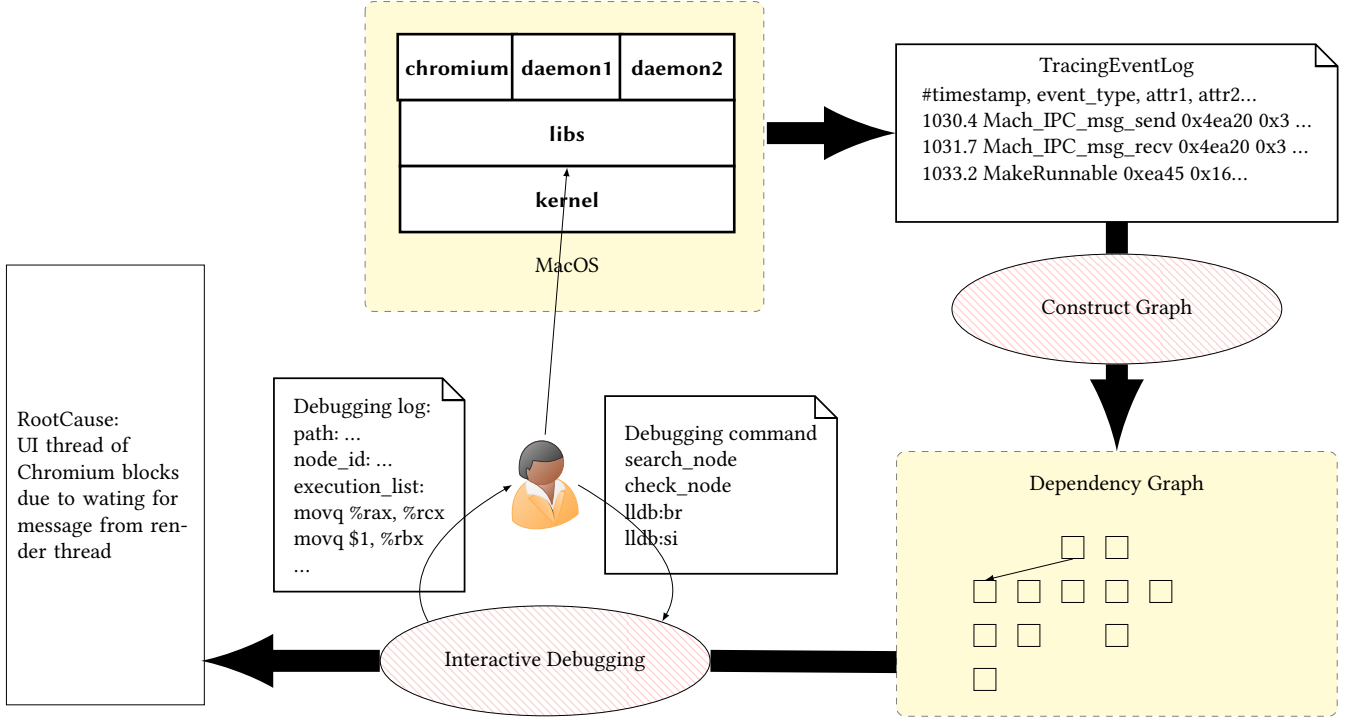 chromium daemon1 daemon2
libs
kernel
MacOS
TracingEventLog
#timestamp, event_type, attr1, attr2...
1030.4 Mach_IPC_msg_send 0x4ea20 0x3 ...
1031.7 Mach_IPC_msg_recv 0x4ea20 0x3 ...
1033.2 MakeRunnable 0xea45 0x16...
Construct Graph
Dependency Graph
Debugging command
search_node
check_node
lldb:br
lldb:si
Debugging log:
path: ...
node_id: ...
execution_list:
movq %rax, %rcx
movq $1, %rbx
...
Interactive Debugging
RootCause:
UI thread of
Chromium blocks
due to wating for
message from ren-
der thread